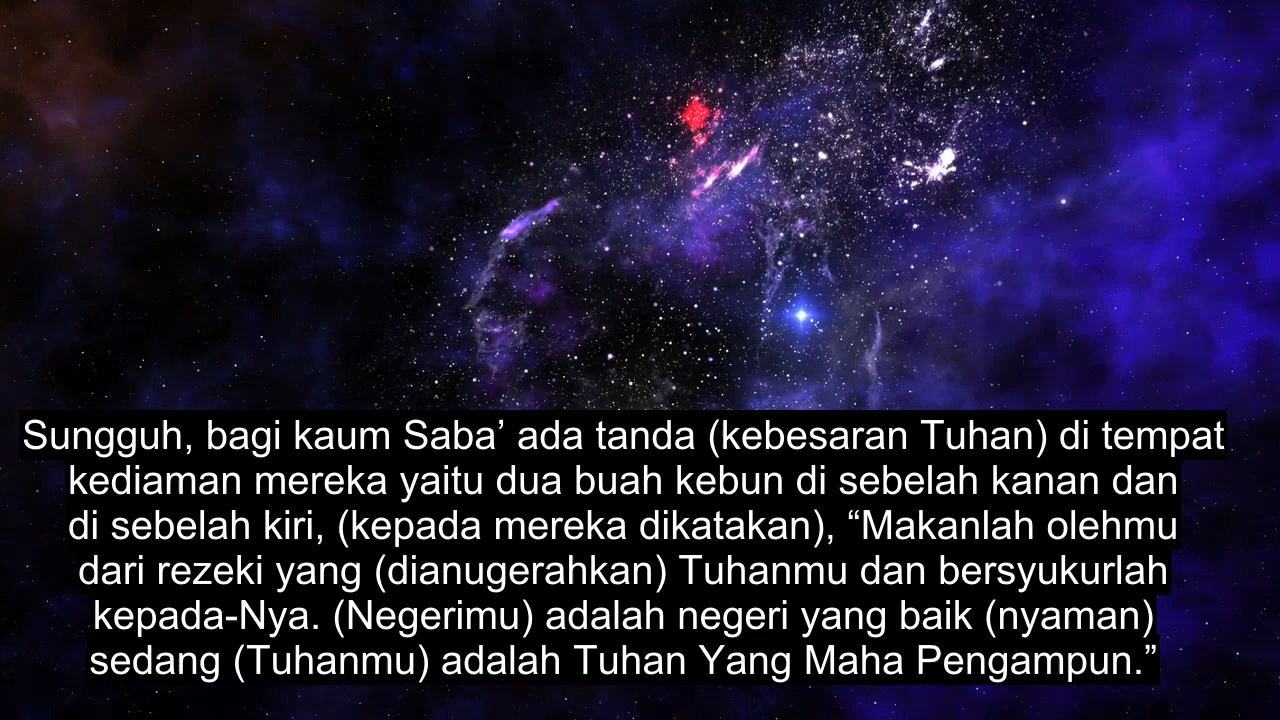 Sungguh, bagi kaum Saba’ ada tanda (kebesaran Tuhan) di tempat
kediaman mereka yaitu dua buah kebun di sebelah kanan dan
di sebelah kiri, (kepada mereka dikatakan), “Makanlah olehmu
dari rezeki yang (dianugerahkan) Tuhanmu dan bersyukurlah
kepada-Nya. (Negerimu) adalah negeri yang baik (nyaman)
sedang (Tuhanmu) adalah Tuhan Yang Maha Pengampun.”